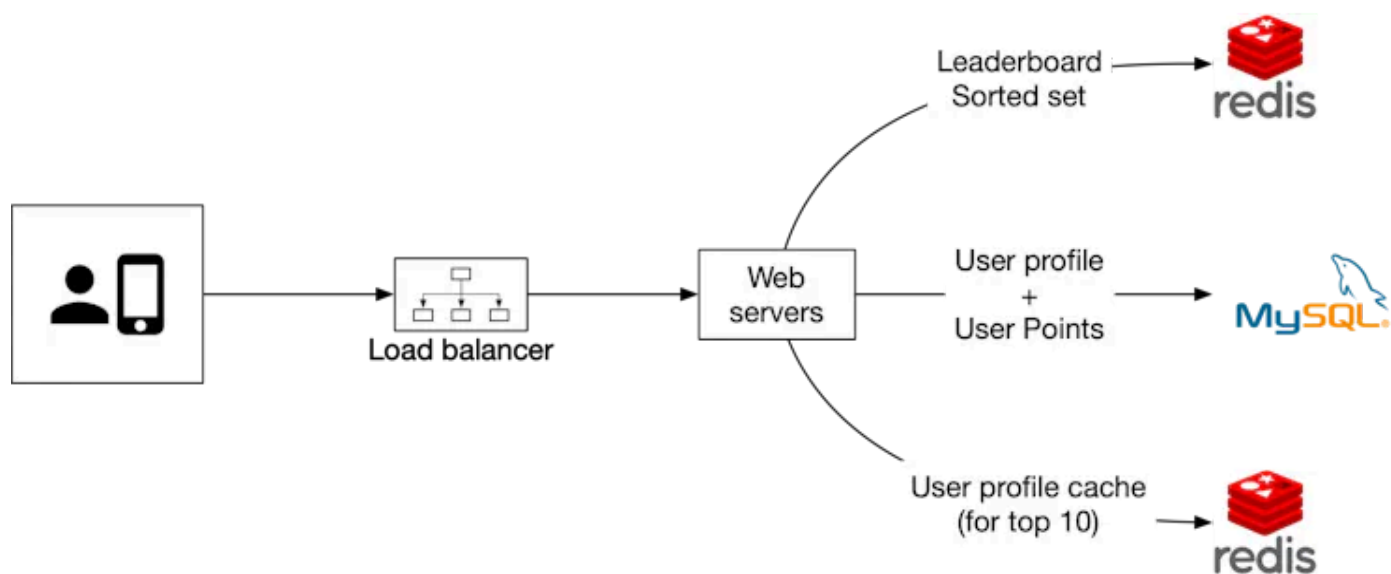 Leaderboard
Sorted set
redis
Load balancer
Web
servers
User profile
+
User Points
MySQL®
User profile cache
(for top 10)
redis